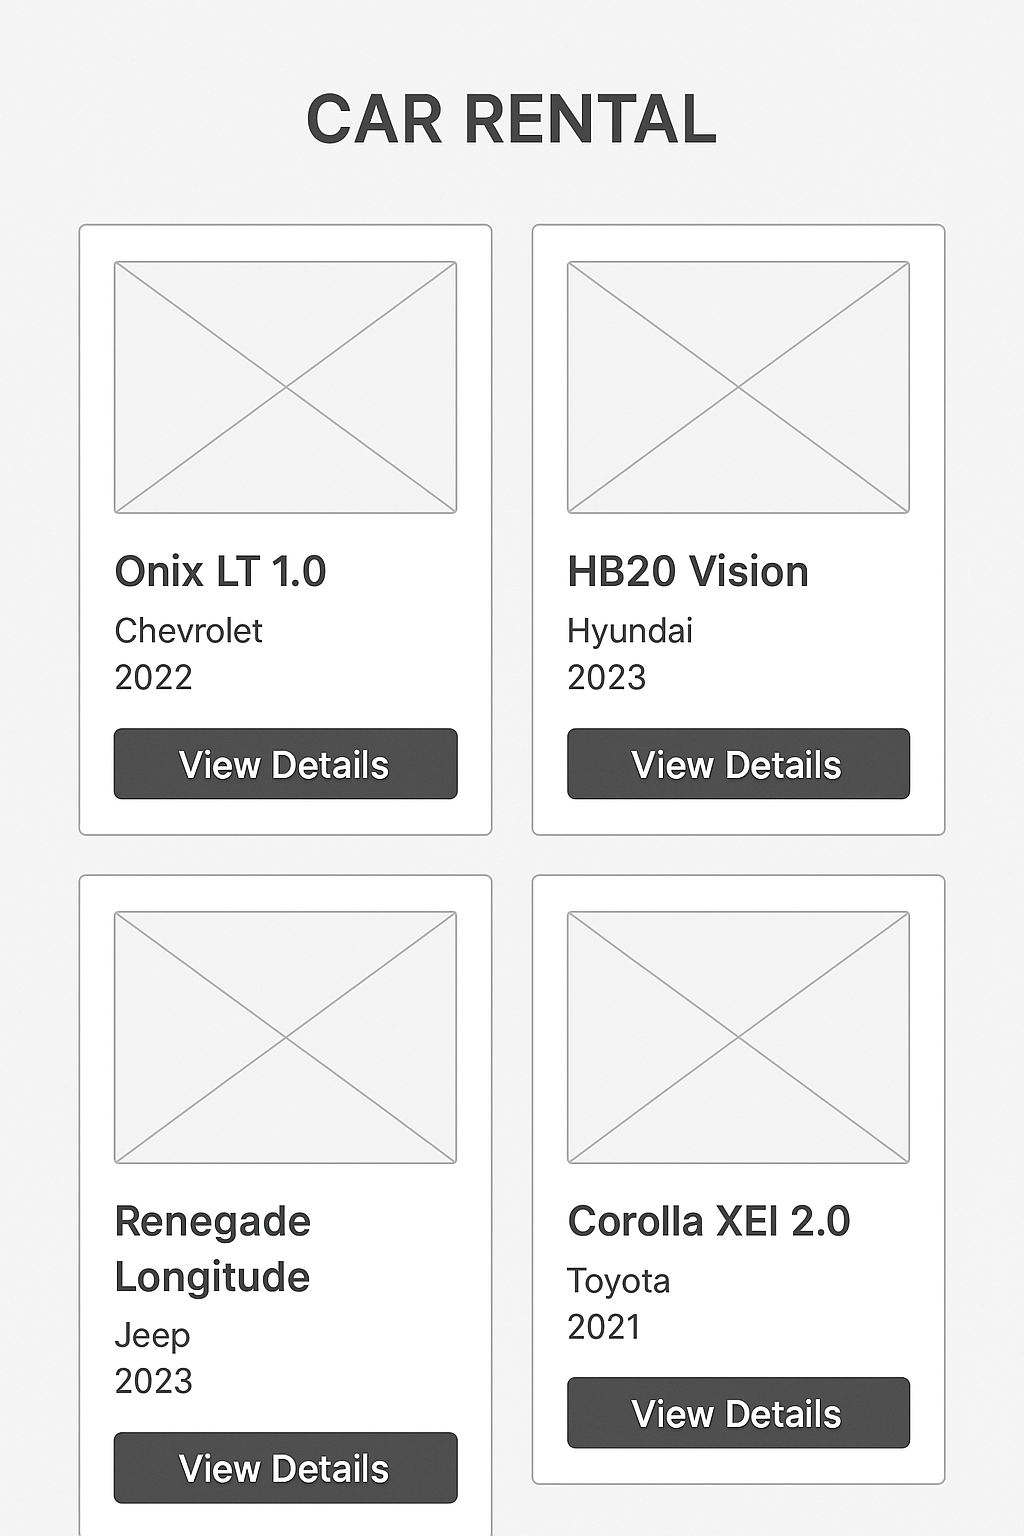 CAR RENTAL
Onix LT 1.0
Chevrolet
2022
View Details
HB20 Vision
Hyundai
2023
View Details
Renegade
Longitude
Jeep
2023
View Details
Corolla XEI 2.0
Toyota
2021
View Details